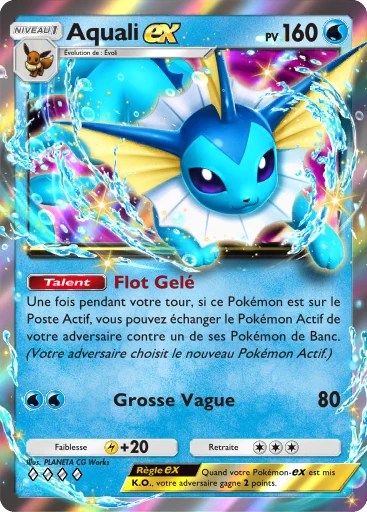 NIVEAU 1
Aquali ex
PV 160
Évolution de : Évoli
Talent Flot Gelé
Une fois pendant votre tour, si ce Pokémon est sur le
Poste Actif, vous pouvez échanger le Pokémon Actif de
votre adversaire contre un de ses Pokémon de Banc.
(Votre adversaire choisit le nouveau Pokémon Actif.)
Grosse Vague 80
Faiblesse +20
Retraite
Illus. PLANETA CG Works
Règle ex
Quand votre Pokémon-ex est mis
K.O., votre adversaire gagne 2 points.